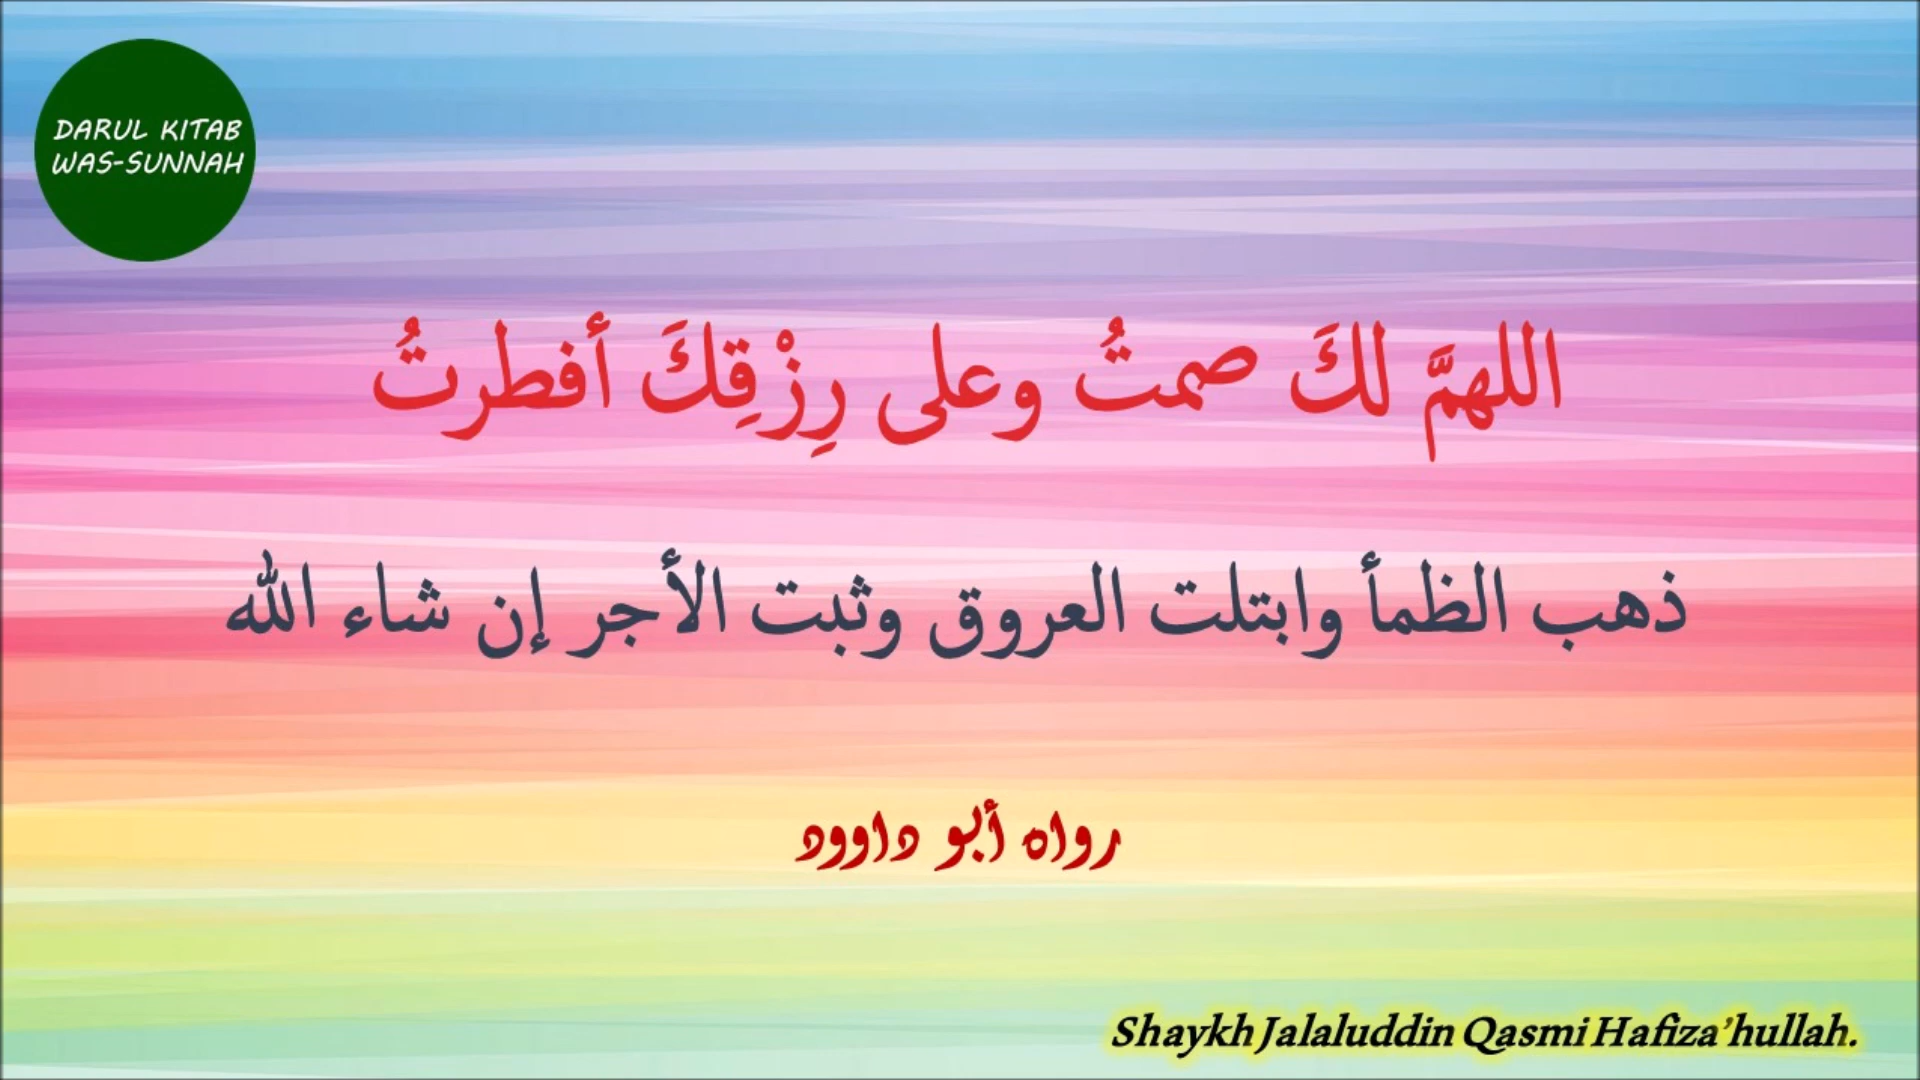 DARUL KITAB
WAS-SUNNAH
اللهمَّ لكَ صمتُ وعلى رِزْقِكَ أفطرتُ
ذهب الظمأ وابتلت العروق وثبت الأجر إن شاء الله
رواه أبو داوود
Shaykh Jalaluddin Qasmi Hafiza’hullah.